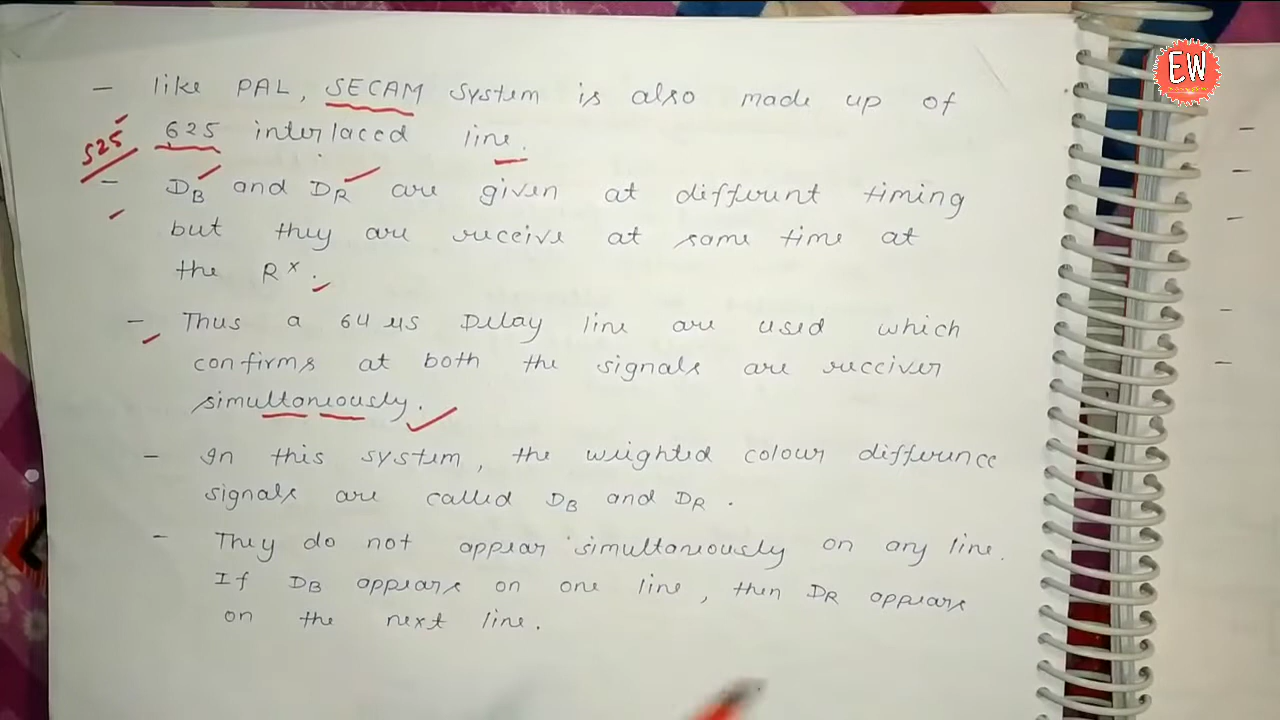 - like PAL, SECAM system is also made up of
525 625 interlaced line.
- DB and DR are given at different timing
but they are receive at same time at
the Rx.
- Thus a 64 us Delay line are used which
confirms at both the signals are receiver
simultoniously.
- In this system, the weighted colour difference
signals are called DB and DR.
- They do not appear simultaneously on any line.
If DB appears on one line, then DR appears
on the next line.
EW